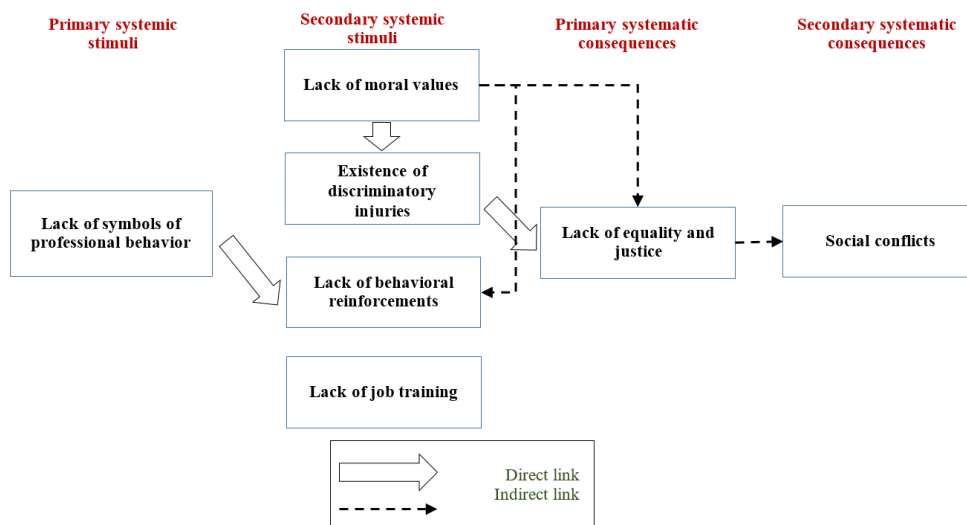 Primary systemic
stimuli
Secondary systemic
stimuli
Primary systematic
consequences
Secondary systematic
consequences
Lack of moral values
Existence of
discriminatory
injuries
Lack of symbols of
professional behavior
Lack of equality and
justice
Social conflicts
Lack of behavioral
reinforcements
Lack of job training
Direct link
Indirect link